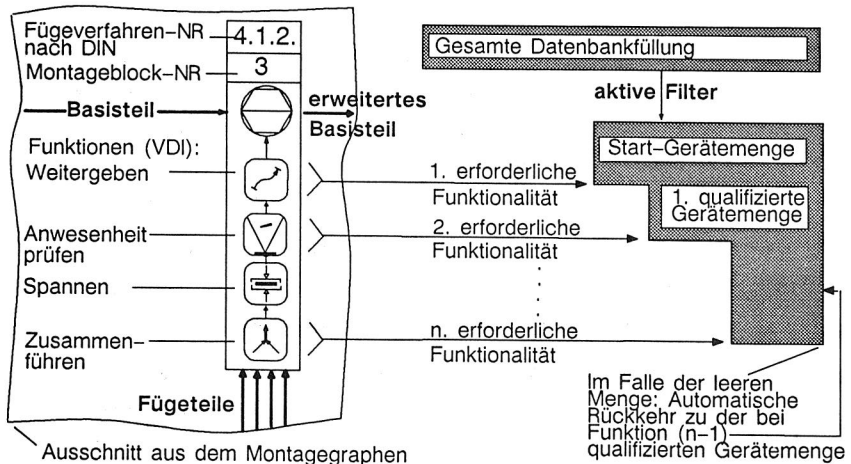 Fügeverfahren-NR
nach DIN
4.1.2.
Montageblock-NR
3
Basisteil
erweitertes
Basisteil
Funktionen (VDI):
Weitergeben
Anwesenheit
prüfen
Spannen
Zusammen-
führen
Fügeteile
Ausschnitt aus dem Montagegraphen
1. erforderliche
Funktionalität
2. erforderliche
Funktionalität
n. erforderliche
Funktionalität
Gesamte Datenbankfüllung
aktive Filter
Start-Gerätemenge
1. qualifizierte
Gerätemenge
Im Falle der leeren
Menge: Automatische
Rückkehr zu der bei
Funktion (n-1)
qualifizierten Gerätemenge